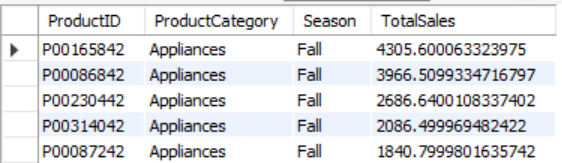 ProductID ProductCategory Season TotalSales
P00165842 Appliances Fall 4305.600063323975
P00086842 Appliances Fall 3966.5099334716797
P00230442 Appliances Fall 2686.6400108337402
P00314042 Appliances Fall 2086.499969482422
P00087242 Appliances Fall 1840.7999801635742